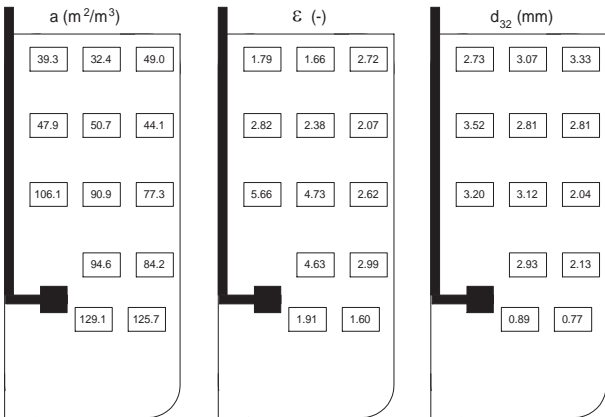 a (m²/m³) ε (-) d₃₂ (mm)
39.3 32.4 49.0 1.79 1.66 2.72 2.73 3.07 3.33
47.9 50.7 44.1 2.82 2.38 2.07 3.52 2.81 2.81
106.1 90.9 77.3 5.66 4.73 2.62 3.20 3.12 2.04
94.6 84.2 4.63 2.99 2.93 2.13
129.1 125.7 1.91 1.60 0.89 0.77